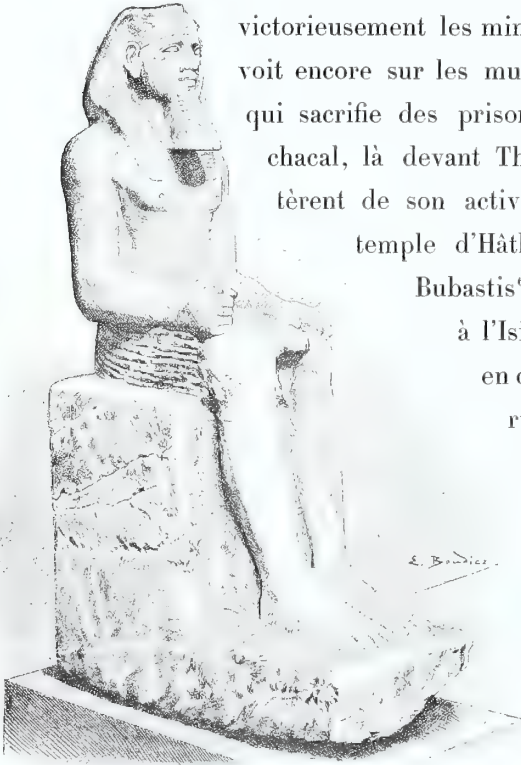 victorieusement les min
voit encore sur les mu
qui sacrifie des prison
chacal, là devant Th
tèrent de son activ
temple d'Hâth
Bubastis
à l'Is
en
r
E. Boudier.